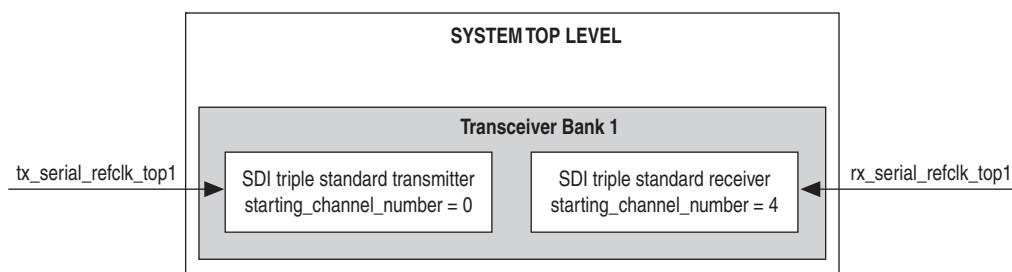 SYSTEM TOP LEVEL
Transceiver Bank 1
tx_serial_refclk_top1
SDI triple standard transmitter
starting_channel_number = 0
SDI triple standard receiver
starting_channel_number = 4
rx_serial_refclk_top1